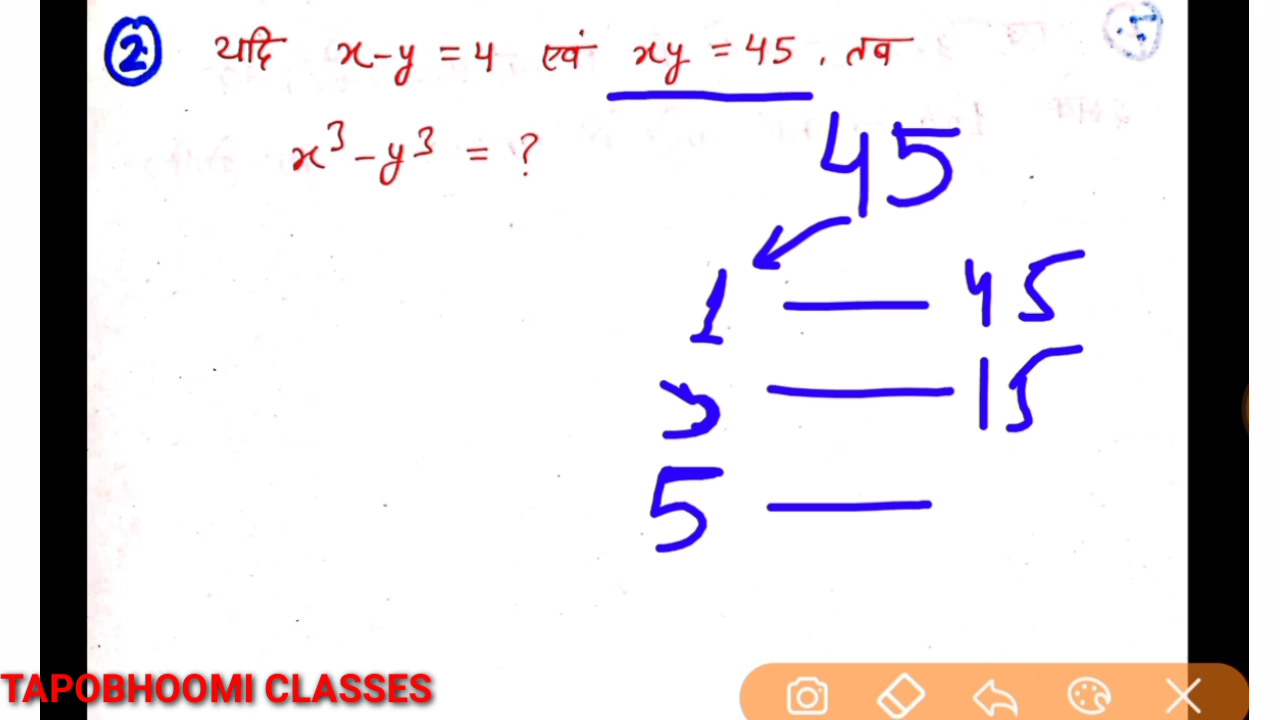 2. यदि x-y = 4 एवं xy = 45, तब
x³ - y³ = ?
45
1 — 45
3 — 15
5 —
TAPOBHOOMI CLASSES